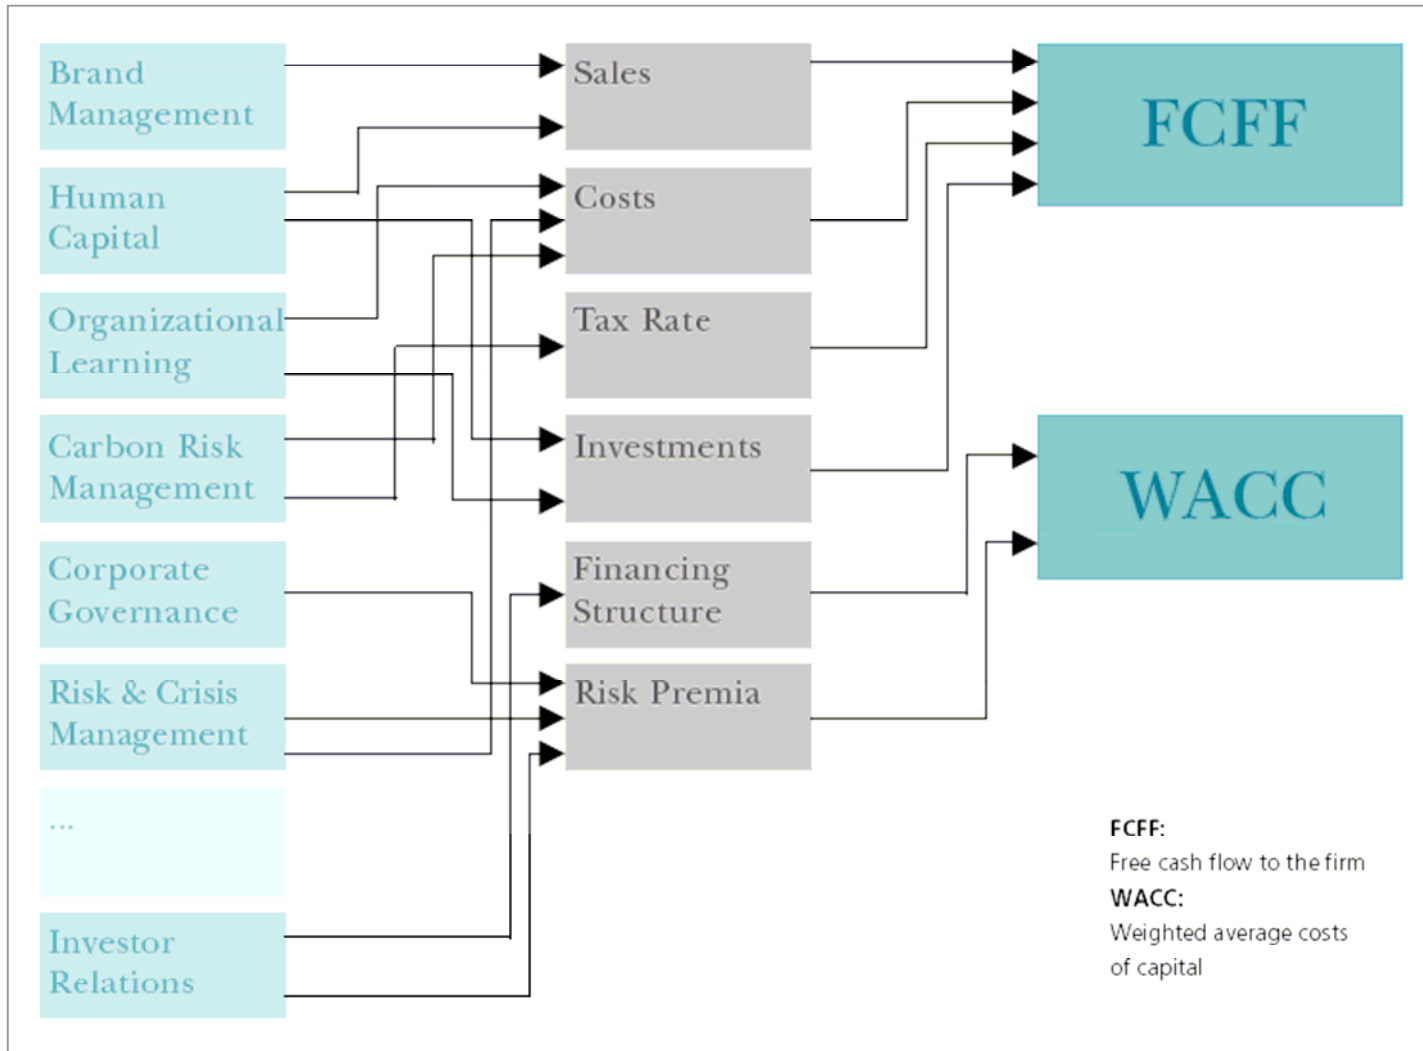 Brand
Management
Human
Capital
Organizational
Learning
Carbon Risk
Management
Corporate
Governance
Risk & Crisis
Management
...
Investor
Relations
Sales
Costs
Tax Rate
Investments
Financing
Structure
Risk Premia
FCFF
WACC
FCFF:
Free cash flow to the firm
WACC:
Weighted average costs
of capital